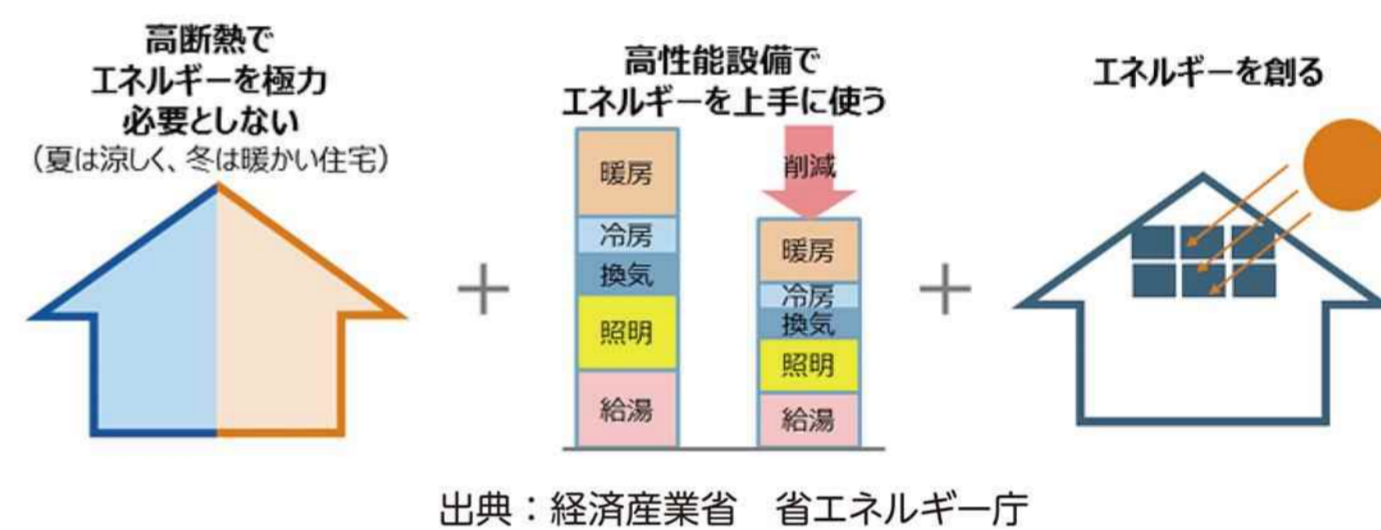 高断熱で
エネルギーを極力
必要としない
（夏は涼しく、冬は暖かい住宅）
高性能設備で
エネルギーを上手に使う
暖房
冷房
換気
照明
給湯
削減
暖房
冷房
換気
照明
給湯
エネルギーを創る
出典：経済産業省　省エネルギー庁